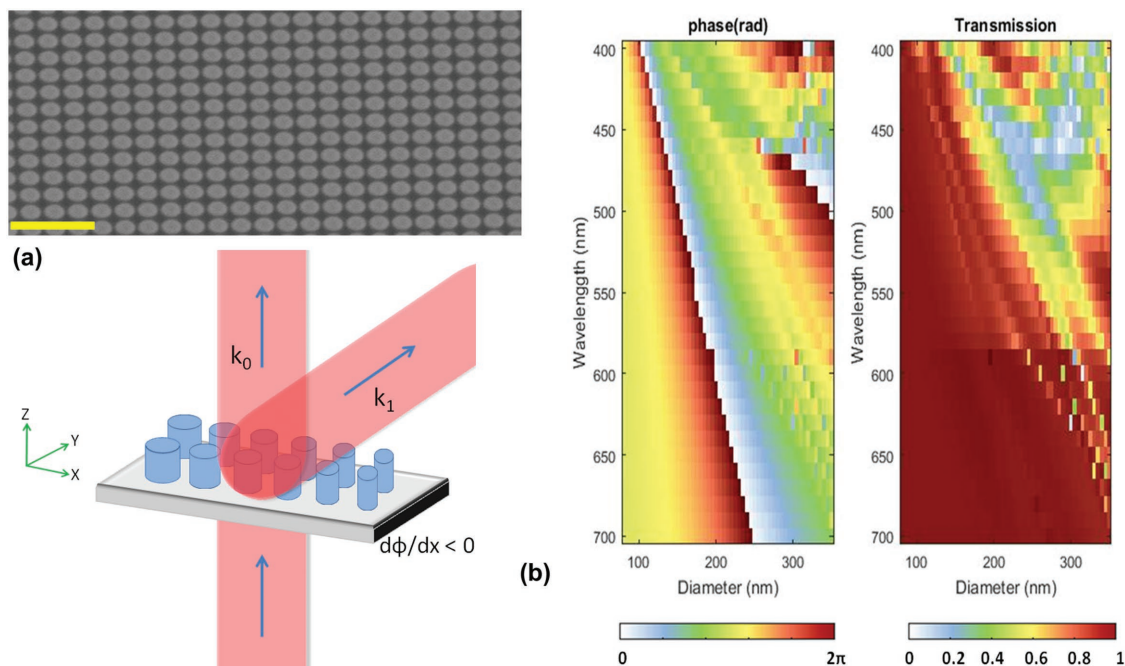 (a)
k₀
k₁
Z
Y
X
dϕ/dx < 0
(b)
phase(rad)
400
450
500
550
600
650
700
Wavelenggth (nm)
100
200
300
Diameter (nm)
0
2π
Transmission
400
450
500
550
600
650
700
Wavelength (nm)
100
200
300
Diameter (nm)
0
0.2
0.4
0.6
0.8
1